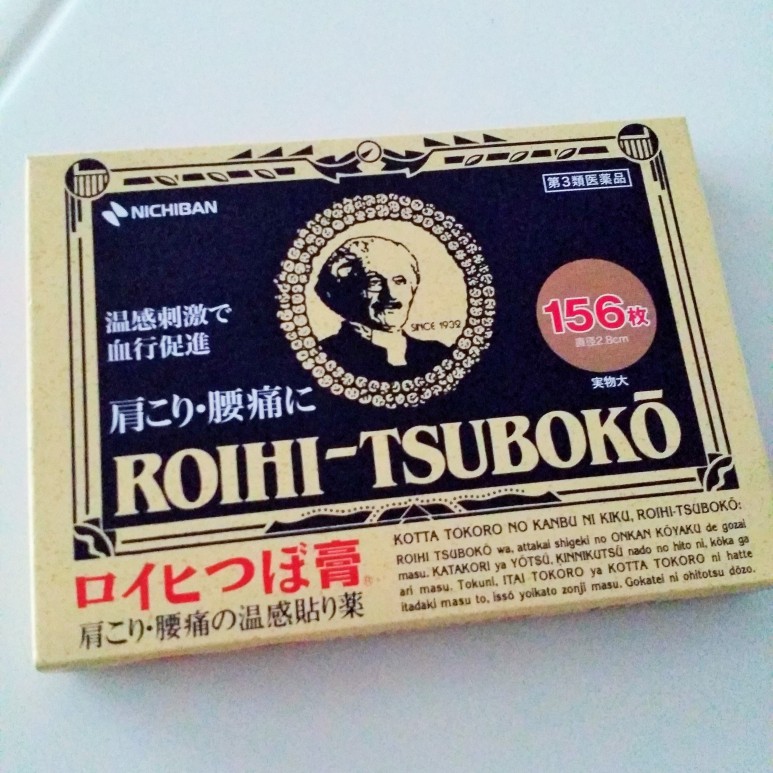 NICHIBAN
第3類医薬品
温感刺激で
血行促進
SINCE 1932
156枚
直径2.8cm
実物大
肩こり・腰痛に
ROIHI-TSUBOKŌ
ロイヒつぼ膏®
肩こり・腰痛の温感貼り薬
KOTTA TOKORO NO KANBU NI KIKU, ROIHI-TSUBOKŌ:
ROIHI TSUBOKŌ wa, attakai shigeki no ONKAN KŌYAKU de gozai
masu. KATAKORI ya YŌTSŪ, KINNIKUTSŪ nado no hito ni, kōka ga
ari masu. Tokuni, ITAI TOKORO ya KOTTA TOKORO ni hatte
itadaki masu to, issō yoikato zonji masu. Gokatei ni ohitotsu dōzo.